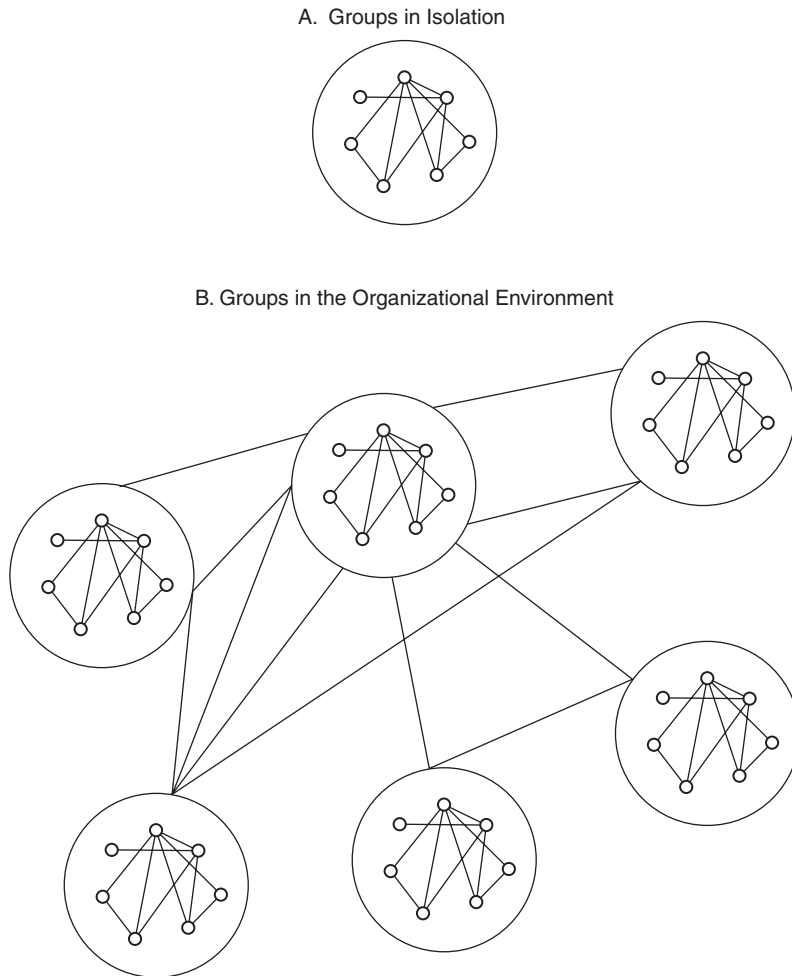 A. Groups in Isolation
B. Groups in the Organizational Environment